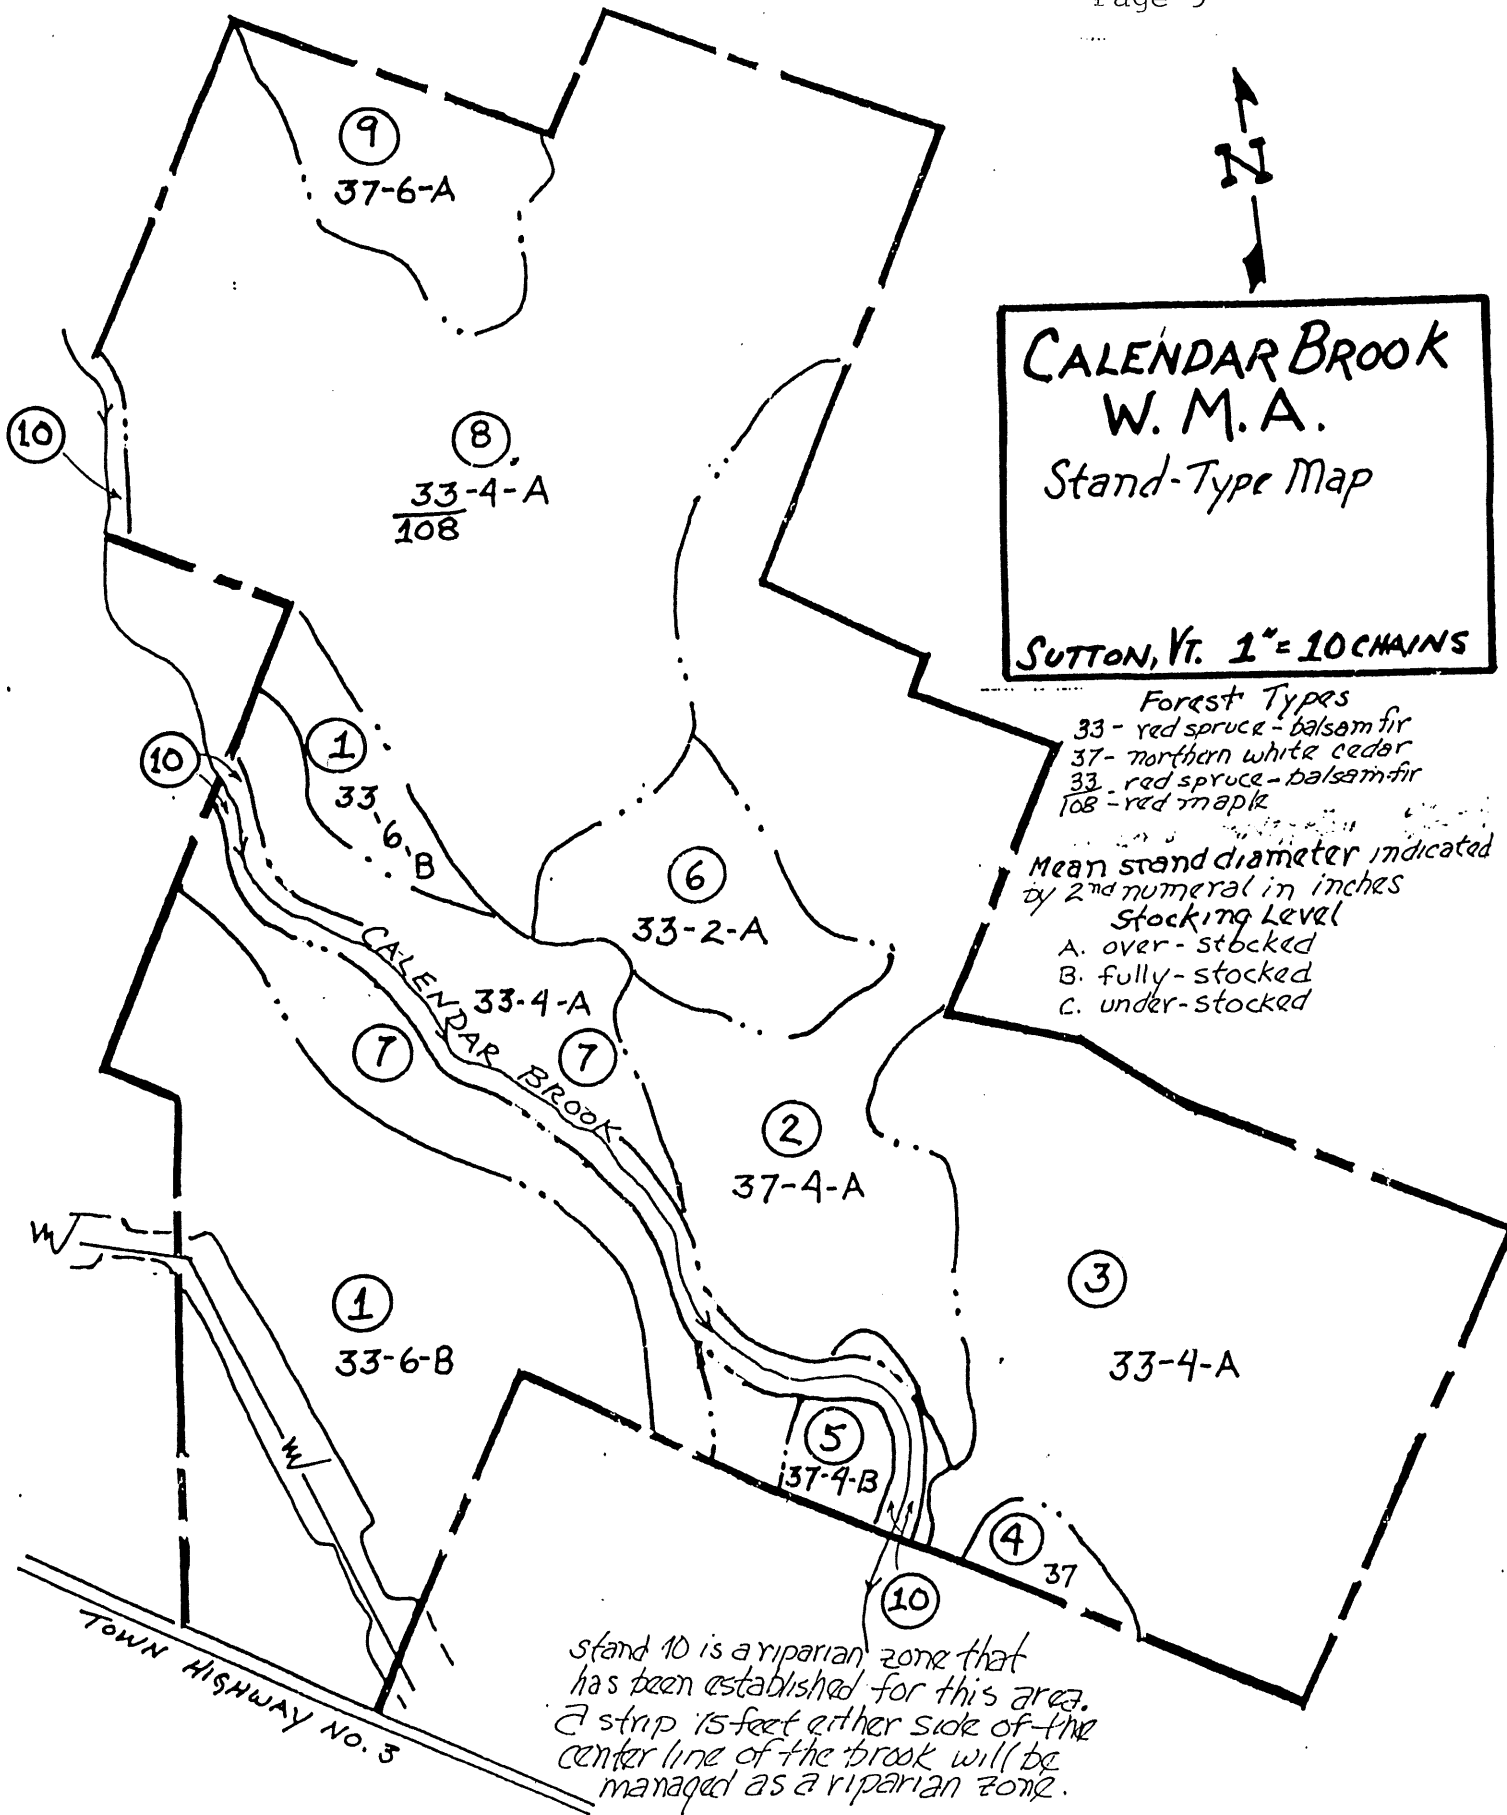 Page
N
9
37-6-A
CALENDAR BROOK
W. M. A.
Stand-Type Map
SUTTON, VT. 1" = 10 CHAINS
10
8
33-4-A
108
Forest Types
33 - red spruce - balsam fir
37 - northern white cedar
33 - red spruce - balsam fir
108 - red maple
Mean stand diameter indicated
by 2nd numeral in inches
Stocking Level
A. over-stocked
B. fully-stocked
C. under-stocked
1
33-6-B
10
6
33-2-A
CALENDAR BROOK
33-4-A
7
7
2
37-4-A
3
33-4-A
1
33-6-B
5
37-4-B
4
37
10
TOWN HIGHWAY NO. 3
stand 10 is a riparian zone that
has been established for this area.
a strip 75 feet either side of the
center line of the brook will be
managed as a riparian zone.